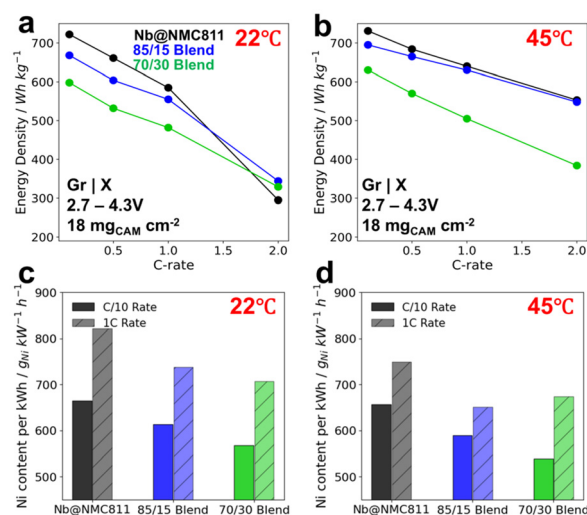 a
Nb@NMC811
22℃
85/15 Blend
70/30 Blend
700
600
500
400
300
200
Energy Density / Wh kg⁻¹
Gr | X
2.7 – 4.3V
18 mg_CAM cm⁻²
0.5 1.0 1.5 2.0
C-rate
b
45℃
700
600
500
400
300
200
Energy Density / Wh kg⁻¹
Gr | X
2.7 – 4.3V
18 mg_CAM cm⁻²
0.5 1.0 1.5 2.0
C-rate
c
22℃
C/10 Rate
1C Rate
900
800
700
600
500
Ni content per kWh / g_Ni kW⁻¹ h⁻¹
Nb@NMC811 85/15 Blend 70/30 Blend
d
45℃
C/10 Rate
1C Rate
900
800
700
600
500
Ni content per kWh / g_Ni kW⁻¹ h⁻¹
Nb@NMC811 85/15 Blend 70/30 Blend